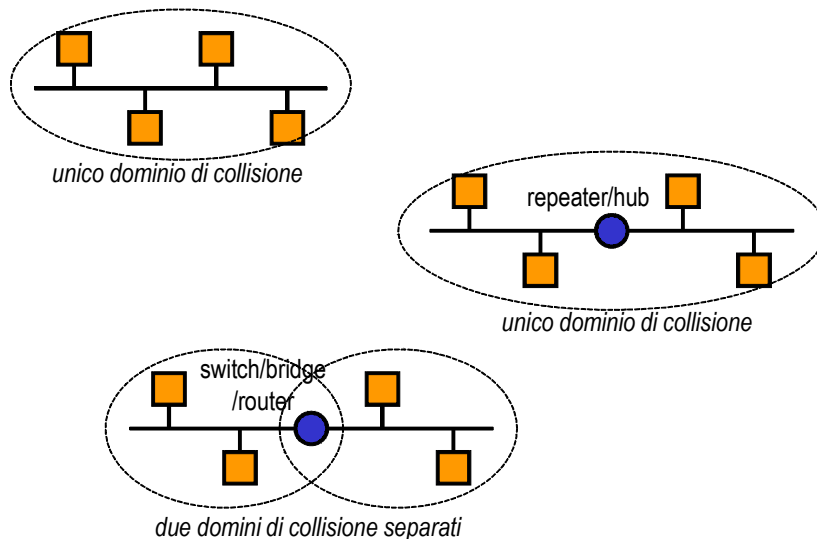 unico dominio di collisione
repeater/hub
unico dominio di collisione
switch/bridge
/router
due domini di collisione separati